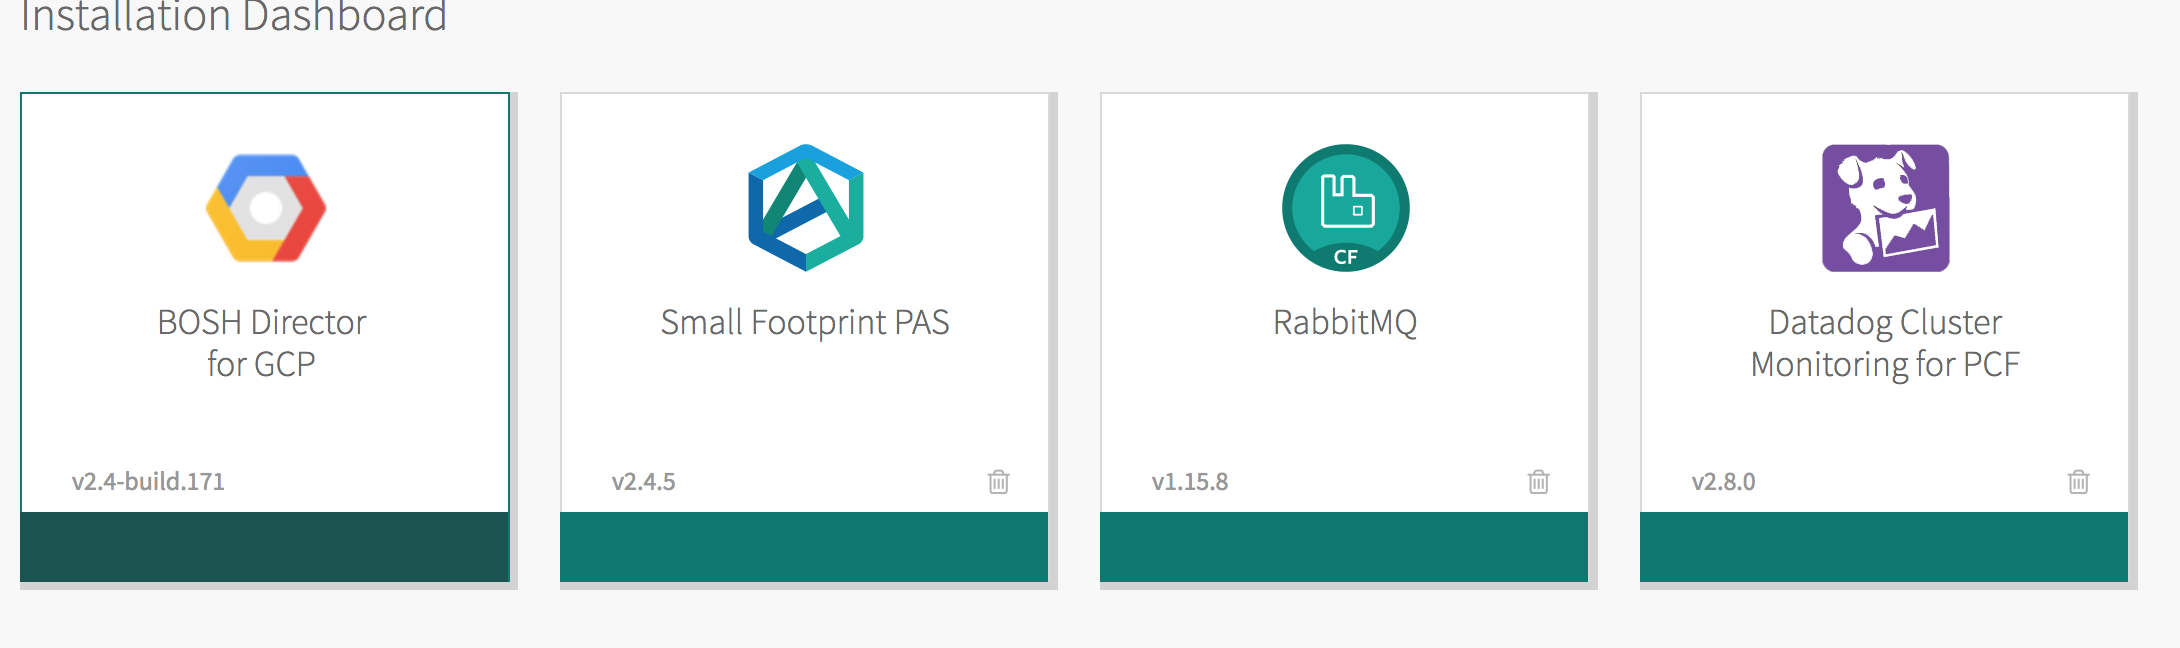 Installation Dashboard
BOSH Director
for GCP
v2.4-build.171
Small Footprint PAS
v2.4.5
CF
RabbitMQ
v1.15.8
Datadog Cluster
Monitoring for PCF
v2.8.0